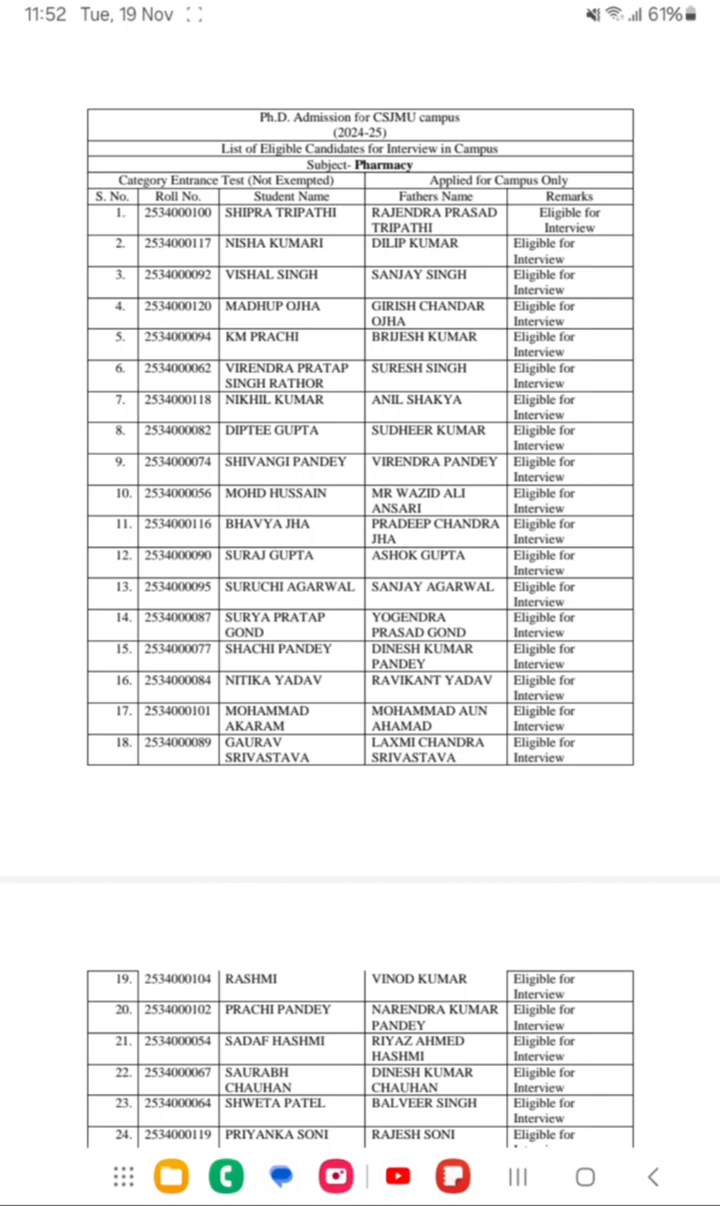 11:52 Tue, 19 Nov 61%
Ph.D. Admission for CSJMU campus
(2024-25)
List of Eligible Candidates for Interview in Campus
Subject- Pharmacy
Category Entrance Test (Not Exempted) Applied for Campus Only
S. No. Roll No. Student Name Fathers Name Remarks
1. 2534000100 SHIPRA TRIPATHI RAJENDRA PRASAD Eligible for
TRIPATHI Interview
2. 2534000117 NISHA KUMARI DILIP KUMAR Eligible for
Interview
3. 2534000092 VISHAL SINGH SANJAY SINGH Eligible for
Interview
4. 2534000120 MADHUP OJHA GIRISH CHANDAR Eligible for
OJHA Interview
5. 2534000094 KM PRACHI BRIJESH KUMAR Eligible for
Interview
6. 2534000062 VIRENDRA PRATAP SURESH SINGH Eligible for
SINGH RATHOR Interview
7. 2534000118 NIKHIL KUMAR ANIL SHAKYA Eligible for
Interview
8. 2534000082 DIPTEE GUPTA SUDHEER KUMAR Eligible for
Interview
9. 2534000074 SHIVANGI PANDEY VIRENDRA PANDEY Eligible for
Interview
10. 2534000056 MOHD HUSSAIN MR WAZID ALI Eligible for
ANSARI Interview
11. 2534000116 BHAVYA JHA PRADEEP CHANDRA Eligible for
JHA Interview
12. 2534000090 SURAJ GUPTA ASHOK GUPTA Eligible for
Interview
13. 2534000095 SURUCHI AGARWAL SANJAY AGARWAL Eligible for
Interview
14. 2534000087 SURYA PRATAP YOGENDRA Eligible for
GOND PRASAD GOND Interview
15. 2534000077 SHACHI PANDEY DINESH KUMAR Eligible for
PANDEY Interview
16. 2534000084 NITIKA YADAV RAVIKANT YADAV Eligible for
Interview
17. 2534000101 MOHAMMAD MOHAMMAD AUN Eligible for
AKARAM AHAMAD Interview
18. 2534000089 GAURAV LAXMI CHANDRA Eligible for
SRIVASTAVA SRIVASTAVA Interview
19. 2534000104 RASHMI VINOD KUMAR Eligible for
Interview
20. 2534000102 PRACHI PANDEY NARENDRA KUMAR Eligible for
PANDEY Interview
21. 2534000054 SADAF HASHMI RIYAZ AHMED Eligible for
HASHMI Interview
22. 2534000067 SAURABH DINESH KUMAR Eligible for
CHAUHAN CHAUHAN Interview
23. 2534000064 SHWETA PATEL BALVEER SINGH Eligible for
Interview
24. 2534000119 PRIYANKA SONI RAJESH SONI Eligible for